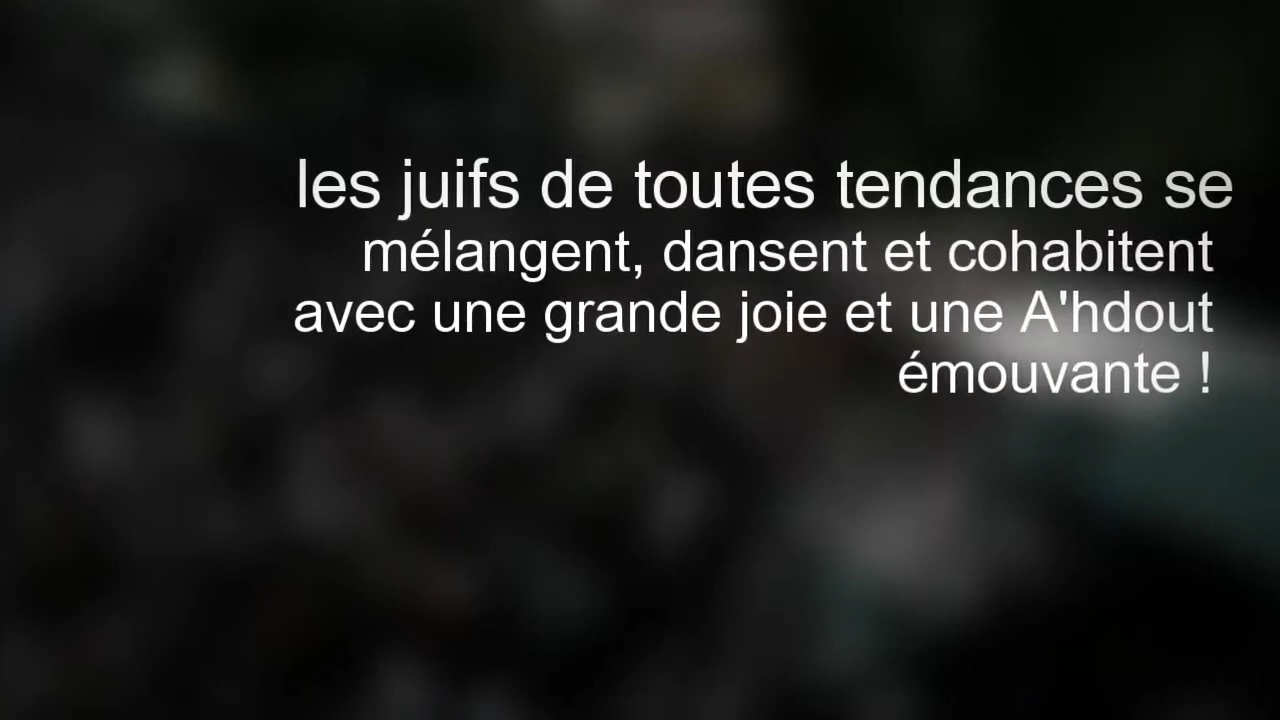 les juifs de toutes tendances se
mélangent, dansent et cohabitent
avec une grande joie et une A'hdout
émouvante !